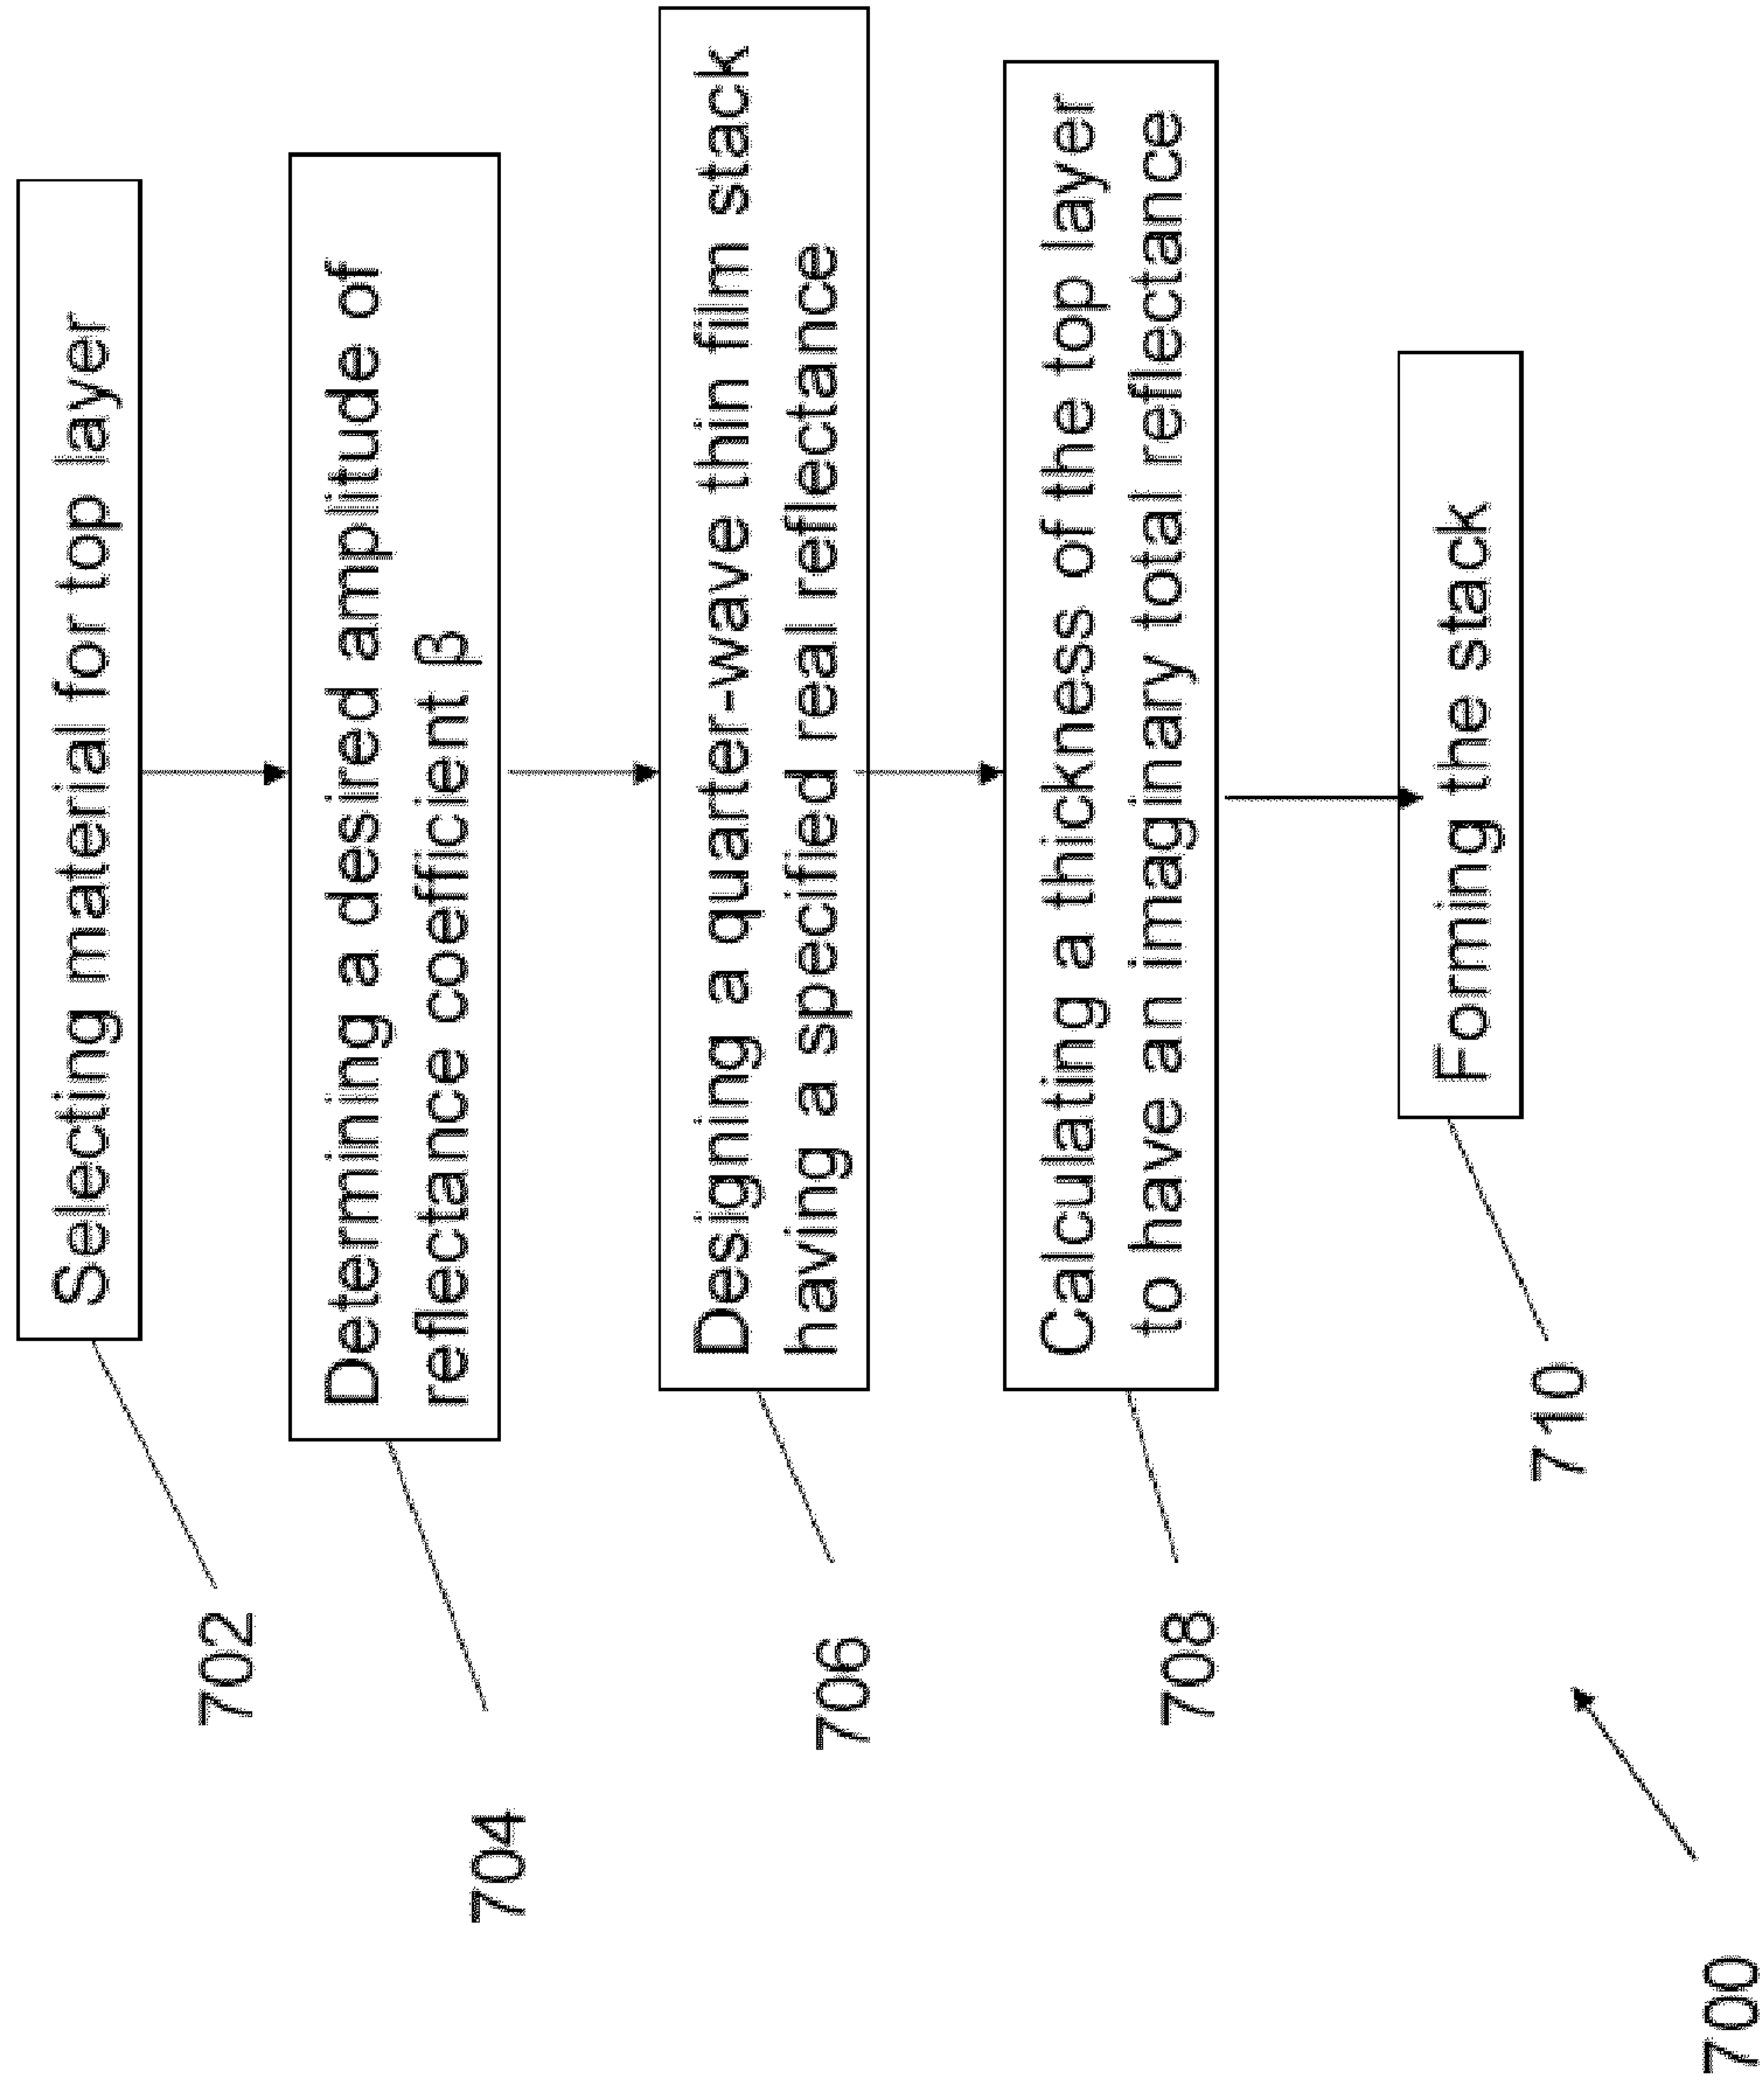 Selecting material for top layer
702
Determining a desired amplitude of
reflectance coefficient β
704
Designing a quarter-wave thin film stack
having a specified real reflectance
706
Calculating a thickness of the top layer
to have an imaginary total reflectance
708
Forming the stack
710
700